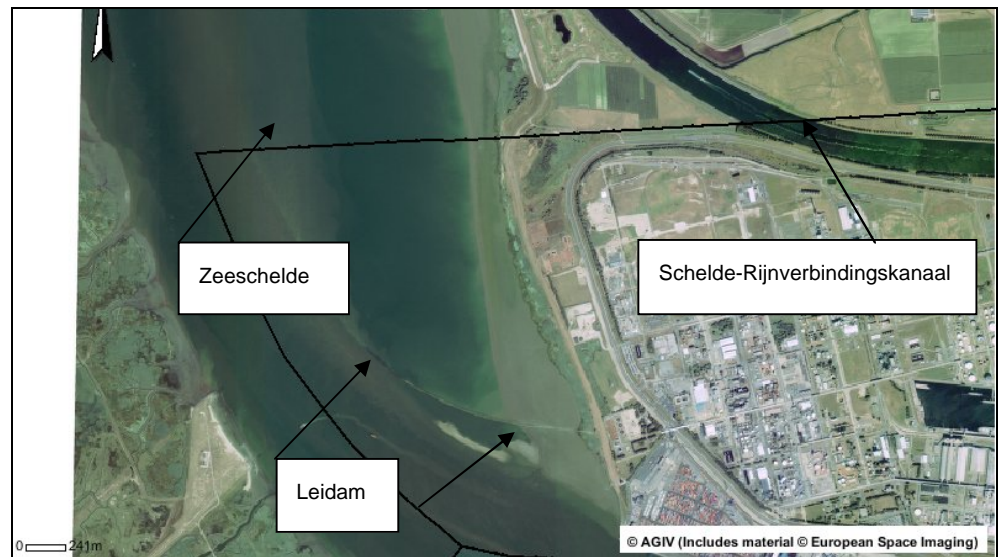 Zeeschelde
Schelde-Rijnverbindingskanaal
Leidam
0 241m
© AGIV (Includes material © European Space Imaging)